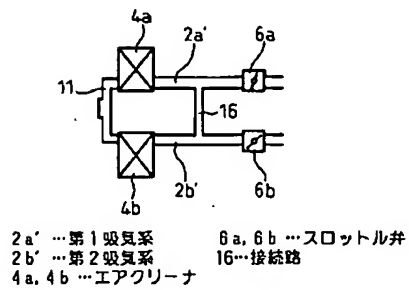 4a
2a'
6a
11
16
4b
2b'
6b
2a' …第1吸気系
6a, 6b …スロットル弁
2b' …第2吸気系
16…接続路
4a, 4b …エアクリーナ